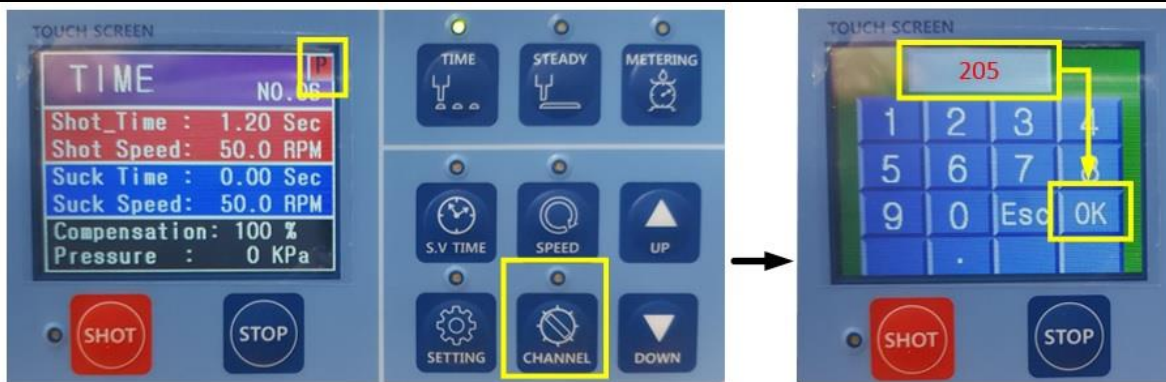 TOUCH SCREEN
TIME
P
NO.06
Shot_Time : 1.20 Sec
Shot Speed: 50.0 RPM
Suck Time : 0.00 Sec
Suck Speed: 50.0 RPM
Compensation: 100 %
Pressure : 0 KPa
SHOT
STOP
TIME
STEADY
METERING
S.V TIME
SPEED
UP
SETTING
CHANNEL
DOWN
TOUCH SCREEN
205
1 2 3 4
5 6 7 8
9 0 Esc OK
.
SHOT
STOP